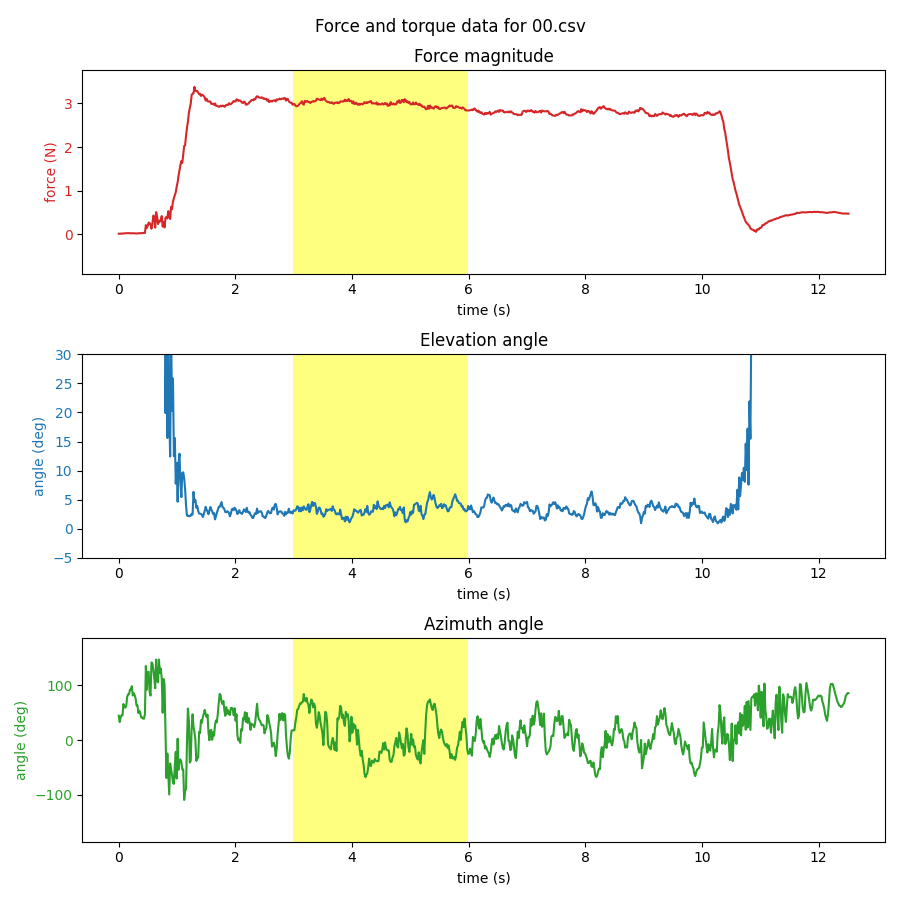 Force and torque data for 00.csv
Force magnitude
3
2
1
0
force (N)
0 2 4 6 8 10 12
time (s)
Elevation angle
30
25
20
15
10
5
0
−5
angle (deg)
0 2 4 6 8 10 12
time (s)
Azimuth angle
100
0
−100
angle (deg)
0 2 4 6 8 10 12
time (s)